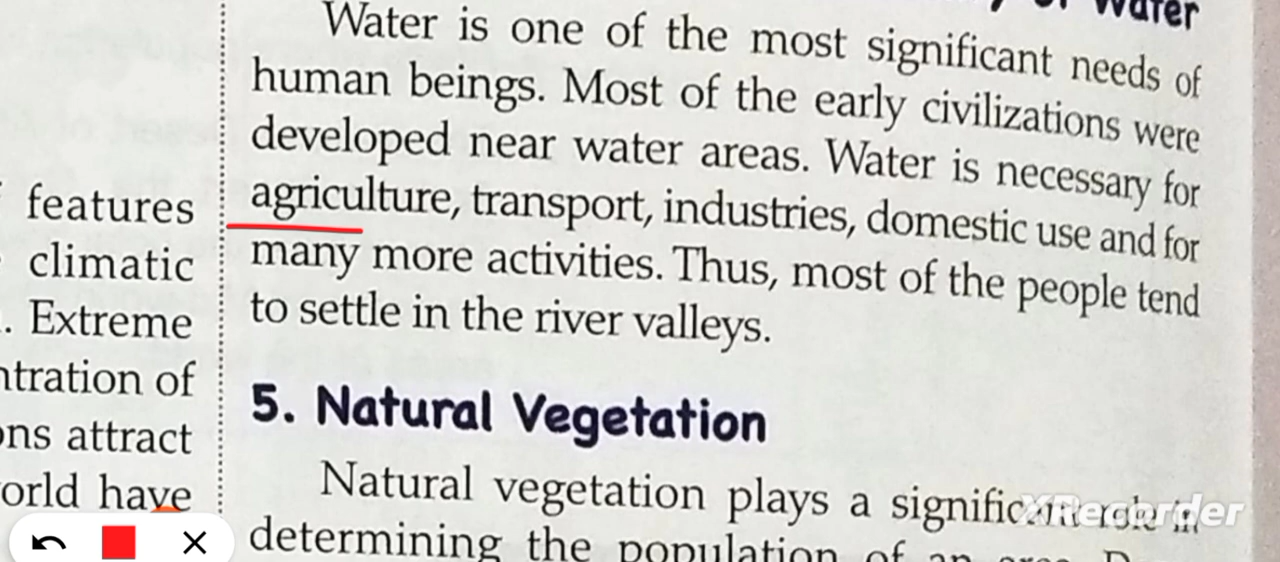 features
climatic
. Extreme
ntration of
ons attract
orld have
Water
Water is one of the most significant needs of
human beings. Most of the early civilizations were
developed near water areas. Water is necessary for
agriculture, transport, industries, domestic use and for
many more activities. Thus, most of the people tend
to settle in the river valleys.
5. Natural Vegetation
Natural vegetation plays a significant role in
determining the population of an area.
XRecorder